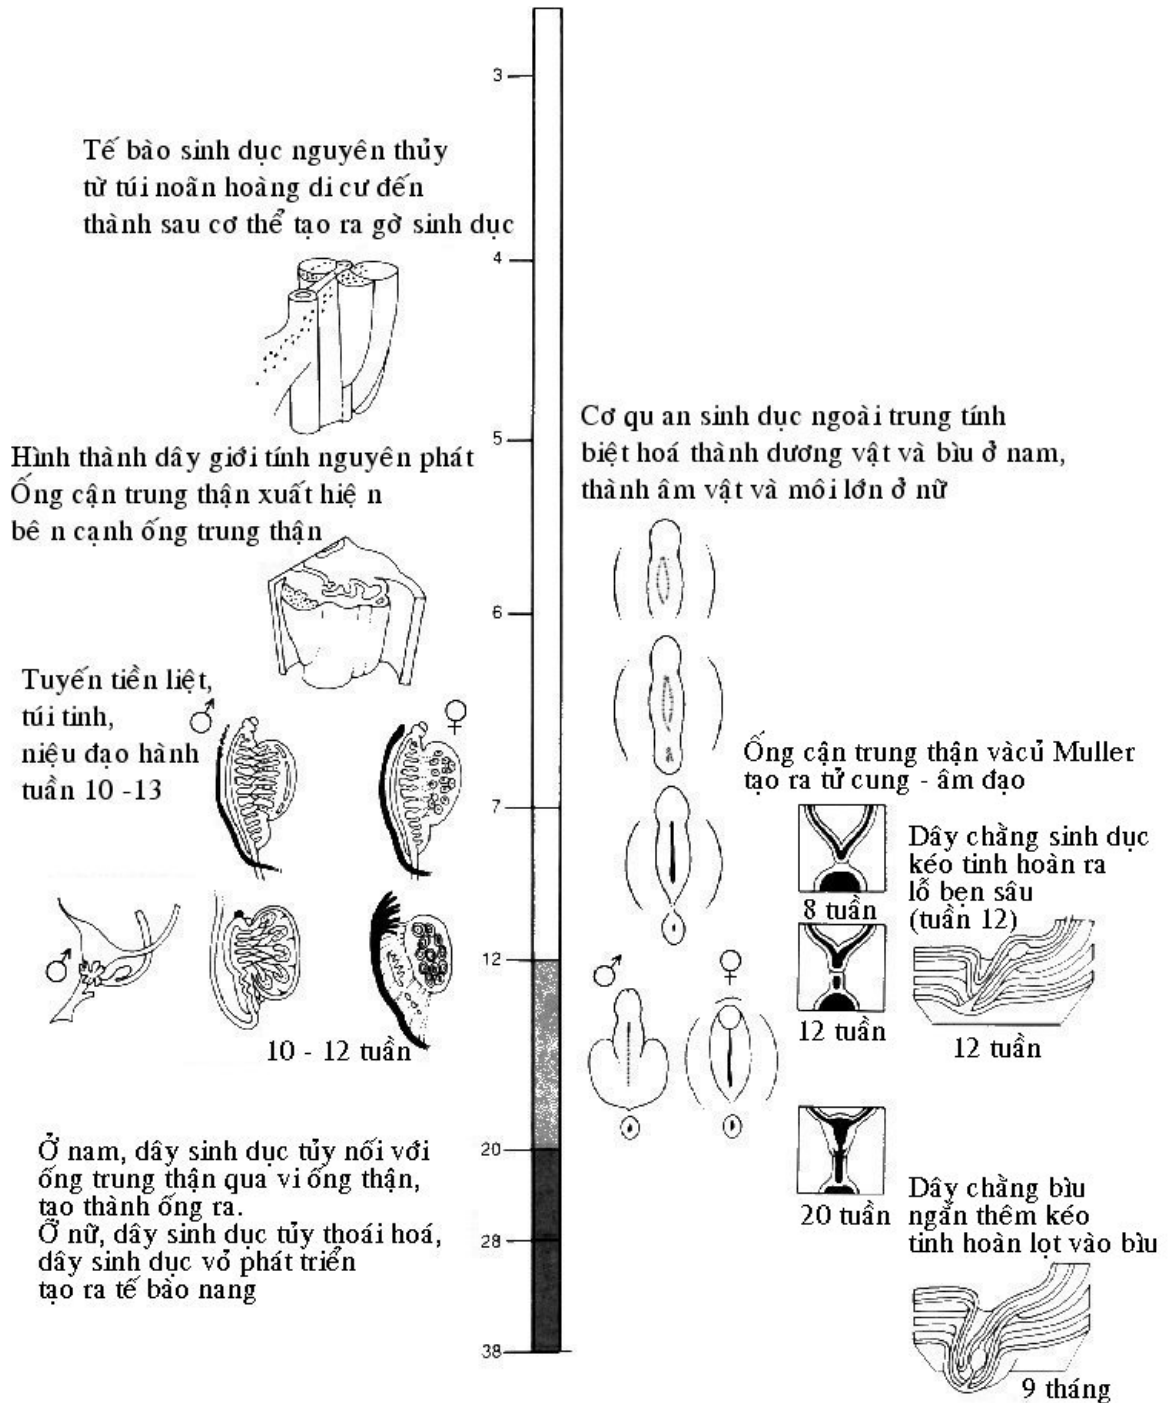 3
Tế bào sinh dục nguyên thủy
từ túi noãn hoàng di cư đến
thành sau cơ thể tạo ra gờ sinh dục
4
5
Hình thành dây giới tính nguyên phát
Ống cận trung thận xuất hiệ n
bê n cạnh ống trung thận
Cơ qu an sinh dục ngoài trung tính
biệt hoá thành dương vật và bìu ở nam,
thành âm vật và môi lớn ở nữ
6
Tuyến tiền liệt,
túi tinh,
niệu đạo hành
tuần 10 -13
♂
♀
7
Ống cận trung thận vàcủ Muller
tạo ra tử cung - âm đạo
8 tuần
Dây chằng sinh dục
kéo tinh hoàn ra
lỗ bẹn sâu
(tuần 12)
♂
10 - 12 tuần
12
♂
♀
12 tuần
12 tuần
Ở nam, dây sinh dục tủy nối với
ống trung thận qua vi ống thận,
tạo thành ống ra.
Ở nữ, dây sinh dục tủy thoái hoá,
dây sinh dục vỏ phát triển
tạo ra tế bào nang
20
28
38
20 tuần
Dây chằng bìu
ngắn thêm kéo
tinh hoàn lọt vào bìu
9 tháng